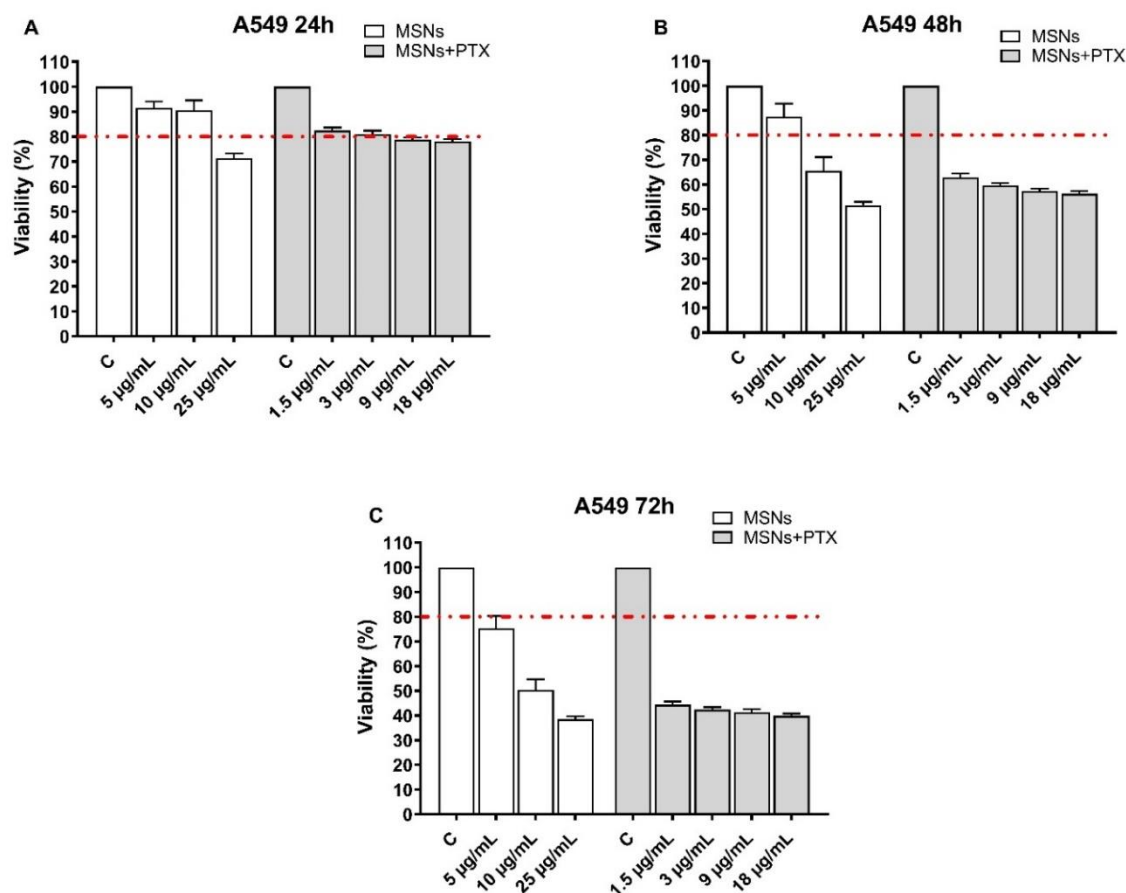 A
A549 24h
MSNs
MSNs+PTX
Viability (%)
110
100
90
80
70
60
50
40
30
20
10
0
C
5 µg/mL
10 µg/mL
25 µg/mL
C
1.5 µg/mL
3 µg/mL
9 µg/mL
18 µg/mL
B
A549 48h
MSNs
MSNs+PTX
Viability (%)
110
100
90
80
70
60
50
40
30
20
10
0
C
5 µg/mL
10 µg/mL
25 µg/mL
C
1.5 µg/mL
3 µg/mL
9 µg/mL
18 µg/mL
C
A549 72h
MSNs
MSNs+PTX
Viability (%)
110
100
90
80
70
60
50
40
30
20
10
0
C
5 µg/mL
10 µg/mL
25 µg/mL
C
1.5 µg/mL
3 µg/mL
9 µg/mL
18 µg/mL